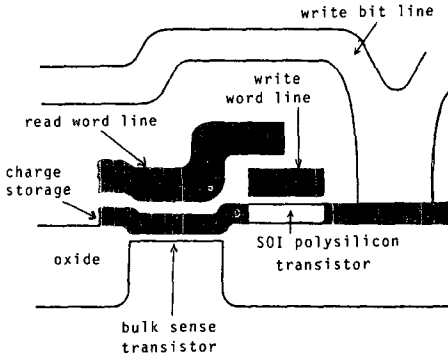 write bit line
write
word line
read word line
charge
storage
SOI polysilicon
transistor
oxide
bulk sense
transistor